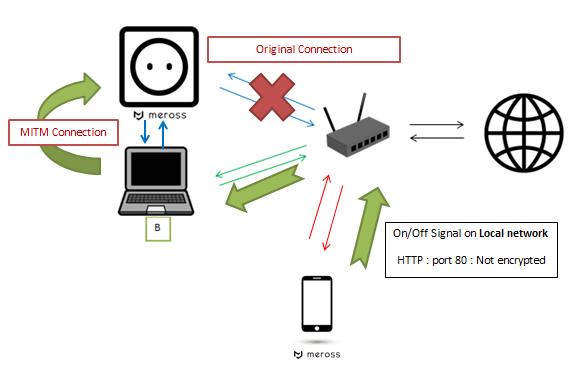 Original Connection
meross
MITM Connection
B
On/Off Signal on Local network
HTTP : port 80 : Not encrypted
meross